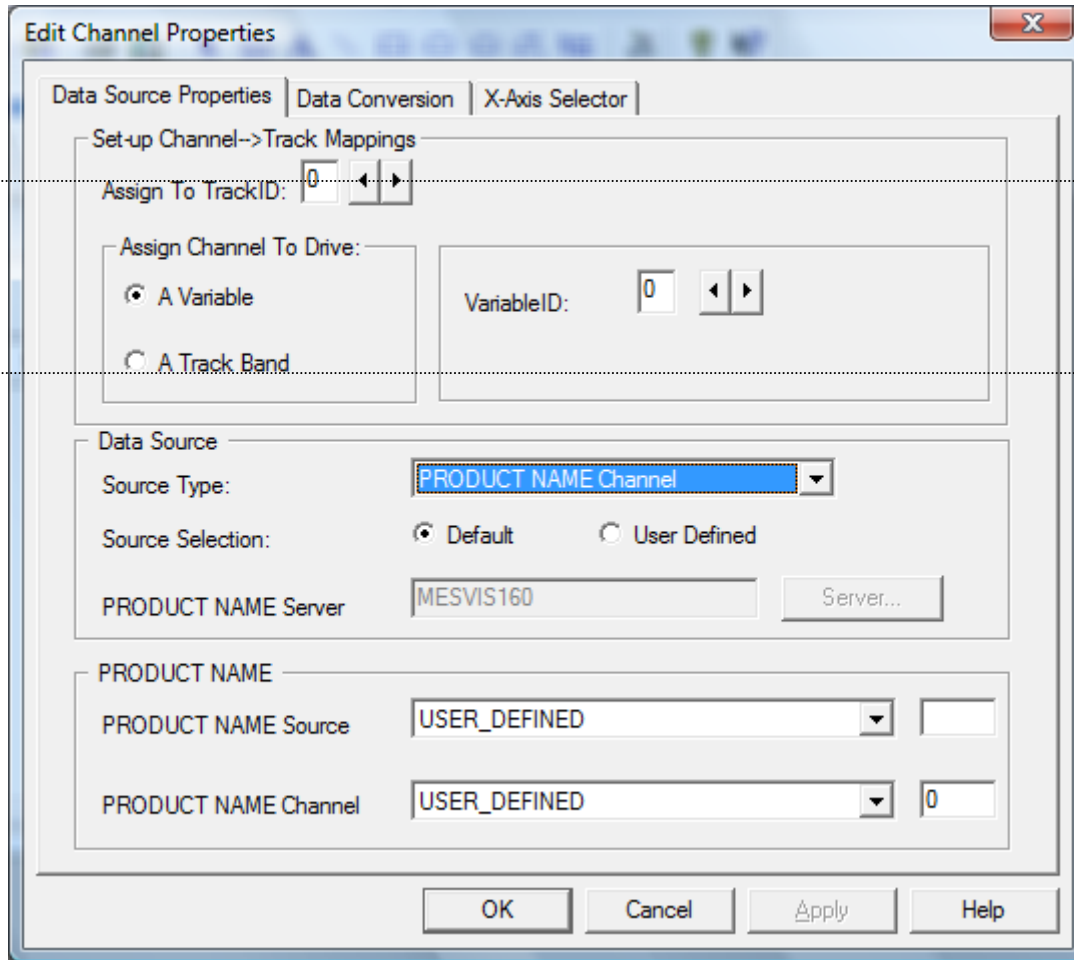 Edit Channel Properties
Data Source Properties Data Conversion X-Axis Selector
Set-up Channel-->Track Mappings
Assign To TrackID: 0
Assign Channel To Drive:
A Variable
VariableID: 0
A Track Band
Data Source
Source Type: PRODUCT NAME Channel
Source Selection: Default User Defined
PRODUCT NAME Server MESVIS160 Server...
PRODUCT NAME
PRODUCT NAME Source USER_DEFINED
PRODUCT NAME Channel USER_DEFINED 0
OK Cancel Apply Help